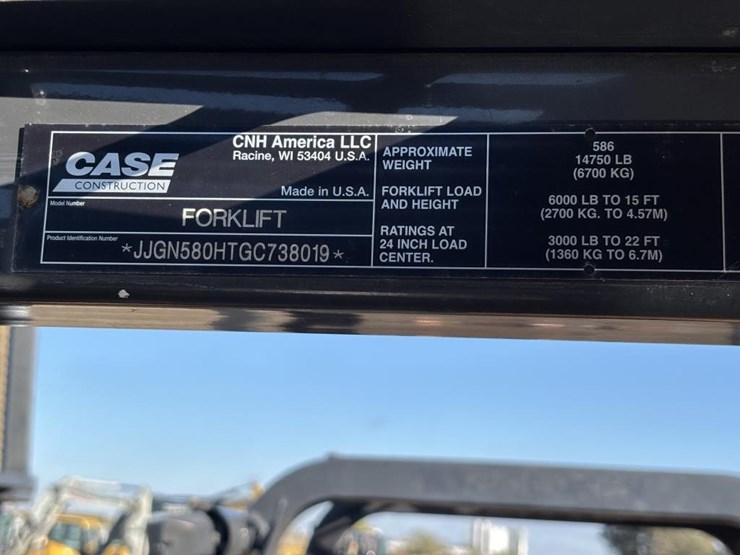 CASE
CONSTRUCTION
CNH America LLC
Racine, WI 53404 U.S.A.
Made in U.S.A.
Model Number
FORKLIFT
Product Identification Number
*JJGN580HTGC738019*
APPROXIMATE
WEIGHT
FORKLIFT LOAD
AND HEIGHT
RATINGS AT
24 INCH LOAD
CENTER.
586
14750 LB
(6700 KG)
6000 LB TO 15 FT
(2700 KG. TO 4.57M)
3000 LB TO 22 FT
(1360 KG TO 6.7M)